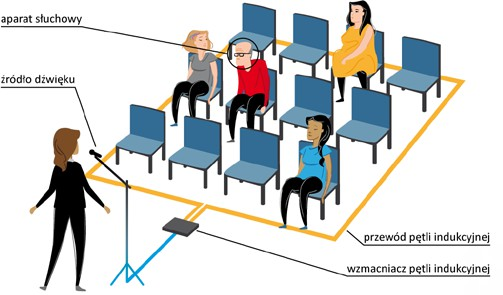 aparat słuchowy
źródło dźwięku
przewód pętli indukcyjnej
wzmacniacz pętli indukcyjnej